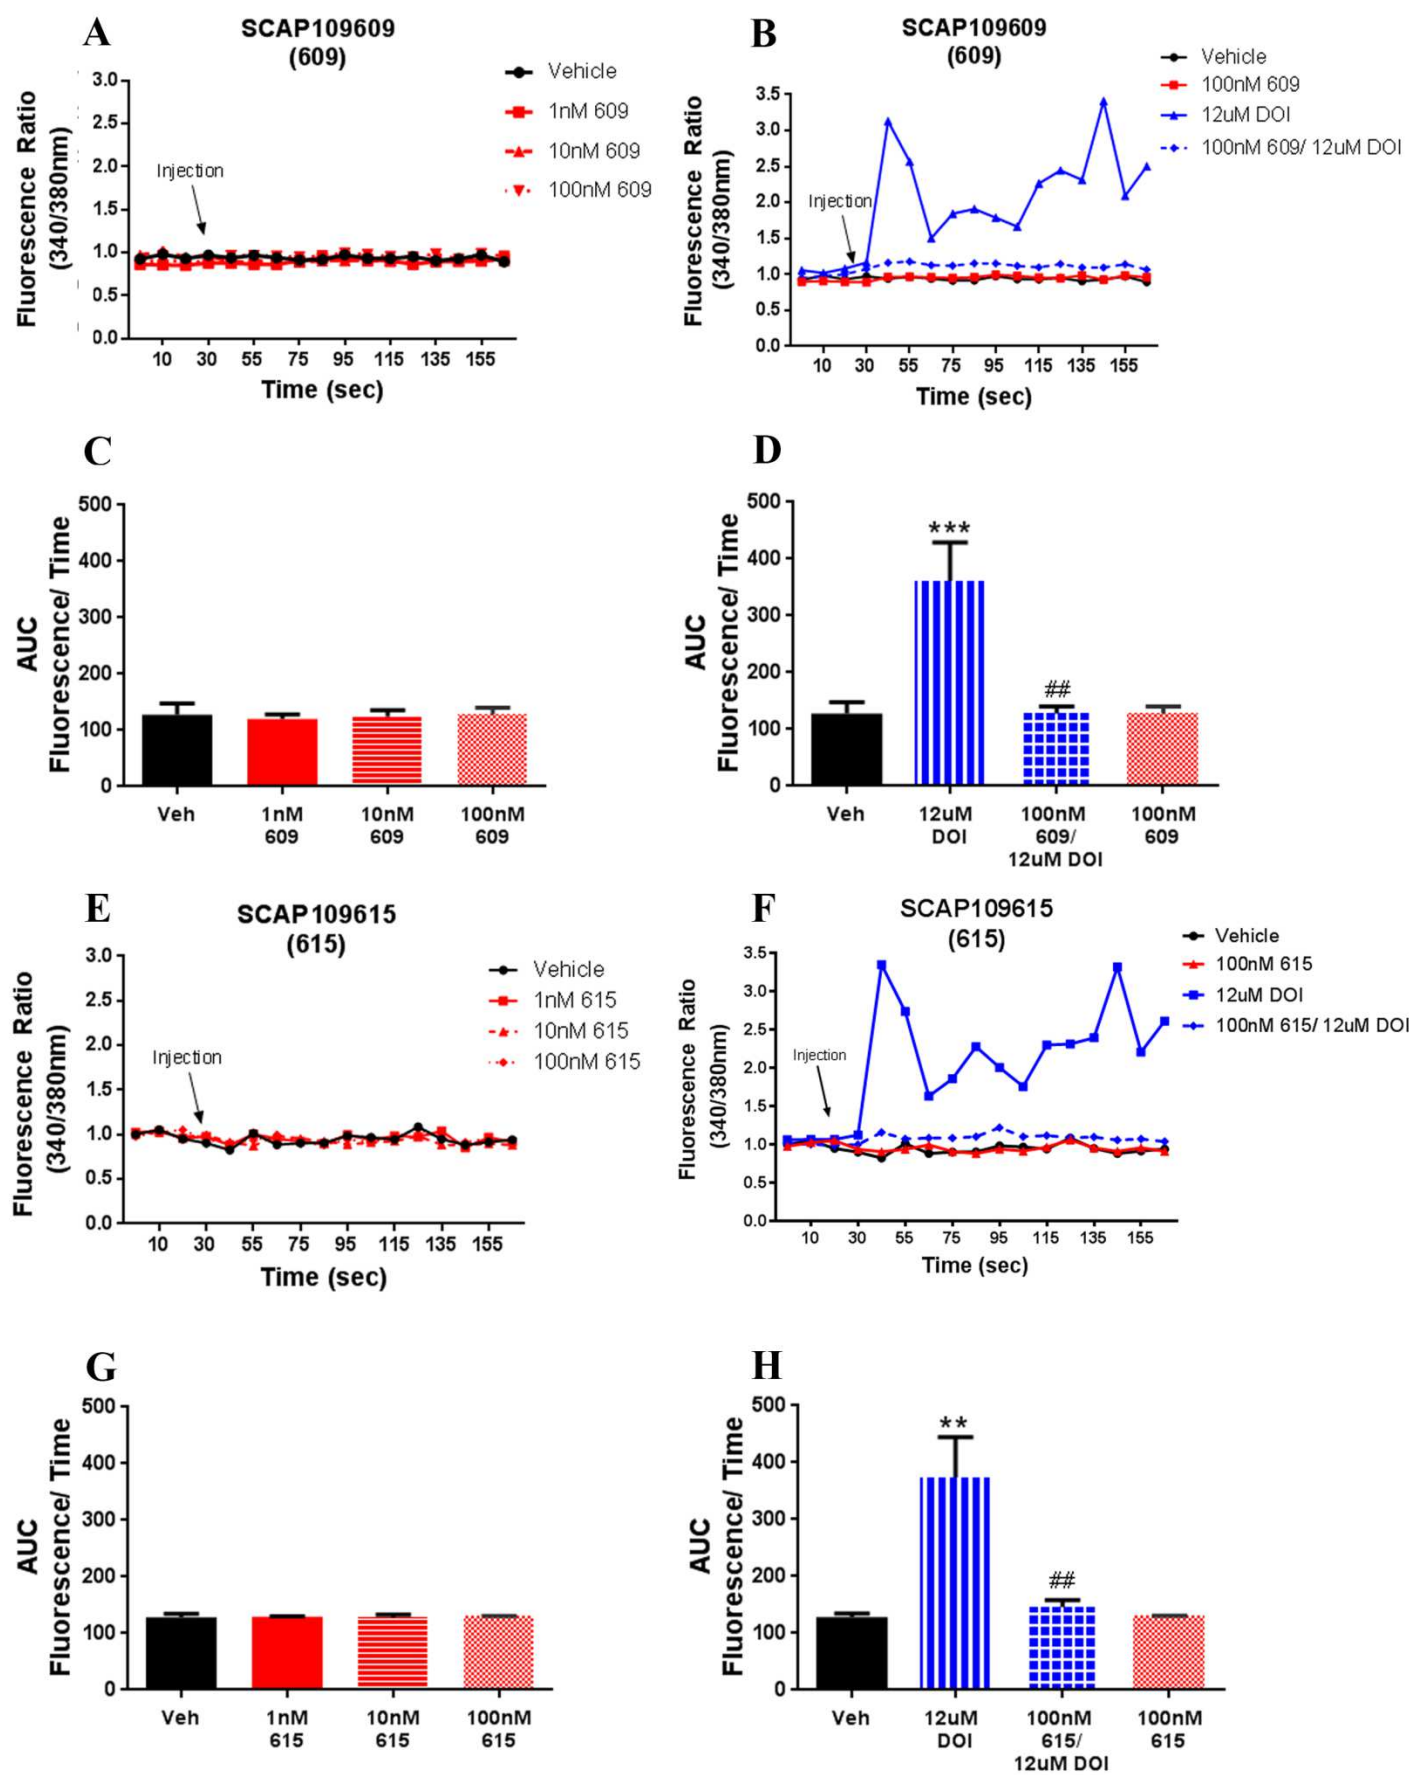 A
SCAP109609
(609)
Vehicle
1nM 609
10nM 609
100nM 609
Injection
Fluorescence Ratio
(340/380nm)
3.0
2.5
2.0
1.5
1.0
0.5
0.0
10 30 55 75 95 115 135 155
Time (sec)
B
SCAP109609
(609)
Vehicle
100nM 609
12uM DOI
100nM 609/ 12uM DOI
Injection
Fluorescence Ratio
(340/380nm)
3.5
3.0
2.5
2.0
1.5
1.0
0.5
0.0
10 30 55 75 95 115 135 155
Time (sec)
C
AUC
Fluorescence/ Time
500
400
300
200
100
0
Veh 1nM 10nM 100nM
609 609 609
D
AUC
Fluorescence/ Time
500
400
300
200
100
0
***
##
Veh 12uM 100nM 100nM
DOI 609/ 609
12uM DOI
E
SCAP109615
(615)
Vehicle
1nM 615
10nM 615
100nM 615
Injection
Fluorescence Ratio
(340/380nm)
3.0
2.5
2.0
1.5
1.0
0.5
0.0
10 30 55 75 95 115 135 155
Time (sec)
F
SCAP109615
(615)
Vehicle
100nM 615
12uM DOI
100nM 615/ 12uM DOI
Injection
Fluorescence Ratio
(340/380nm)
3.5
3.0
2.5
2.0
1.5
1.0
0.5
0.0
10 30 55 75 95 115 135 155
Time (sec)
G
AUC
Fluorescence/ Time
500
400
300
200
100
0
Veh 1nM 10nM 100nM
615 615 615
H
AUC
Fluorescence/ Time
500
400
300
200
100
0
**
##
Veh 12uM 100nM 100nM
DOI 615/ 615
12uM DOI